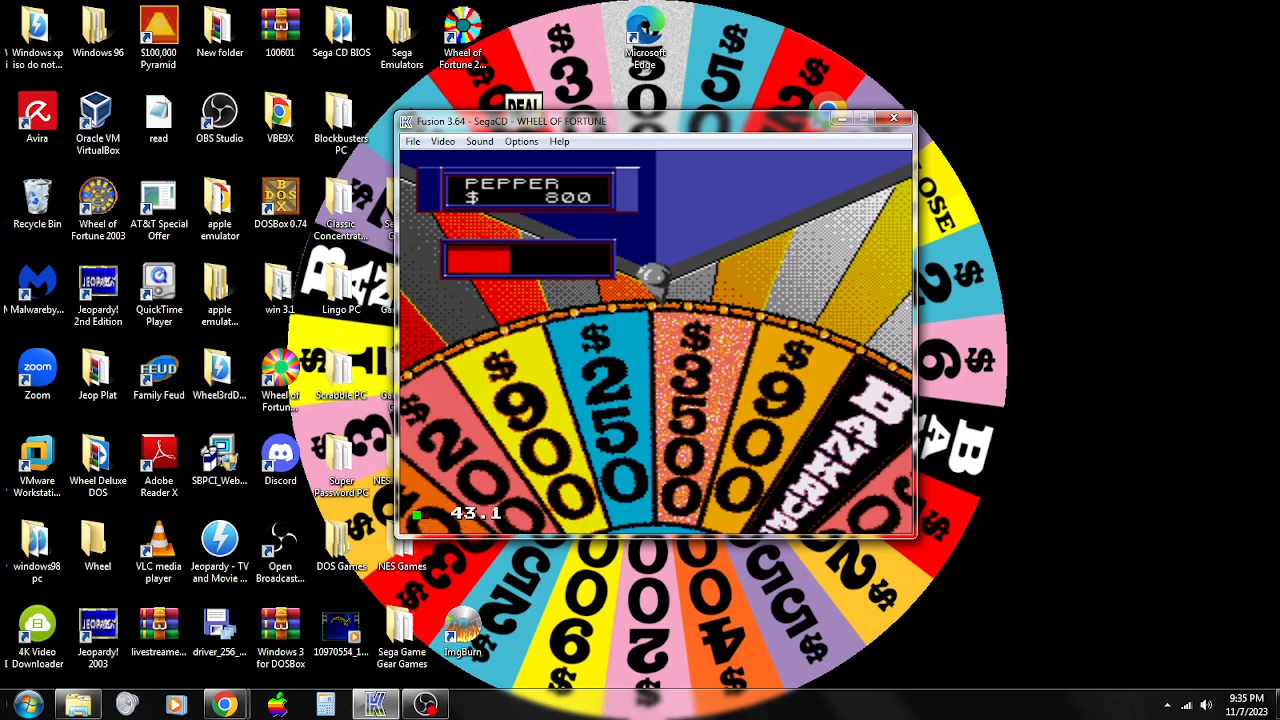 Windows xp
iso do not...
Windows 96
$100,000
Pyramid
New folder
100601
Sega CD BIOS
Sega
Emulators
Wheel of
Fortune 2...
Microsoft
Edge
Avira
Oracle VM
VirtualBox
read
OBS Studio
VBE9X
Blockbusters
PC
DEAL
Recycle Bin
Wheel of
Fortune 2003
AT&T Special
Offer
apple
emulator
DOSBox 0.74
Classic
Concentrat...
Malwareby...
Jeopardy!
2nd Edition
QuickTime
Player
apple
emulat...
win 3.1
Lingo PC
Zoom
Jeop Plat
Family Feud
Wheel3rdD...
Wheel of
Fortun...
Scrabble PC
VMware
Workstati...
Wheel Deluxe
DOS
Adobe
Reader X
SBPCI_Web...
Discord
Super
Password PC
windows98
pc
Wheel
VLC media
player
Jeopardy - TV
and Movie ...
Open
Broadcast...
DOS Games
NES Games
4K Video
Downloader
Jeopardy!
2003
livestreame...
driver_256_...
Windows 3
for DOSBox
10970554_1...
Sega Game
Gear Games
ImgBurn
Fusion 3.64 - SegaCD - WHEEL OF FORTUNE
File Video Sound Options Help
PEPPER
$ 800
$200
$900
$250
$3500
$900
BANKRUPT
43.1
9:35 PM
11/7/2023